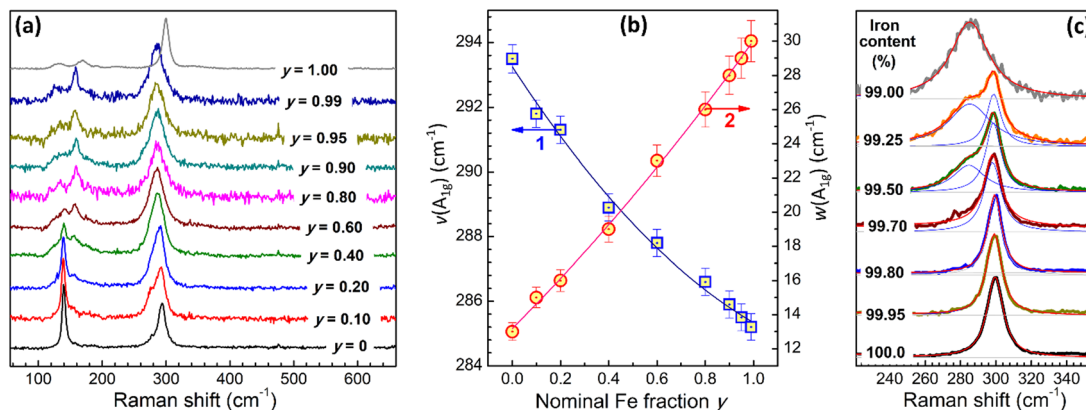 (a)
y = 1.00
y = 0.99
y = 0.95
y = 0.90
y = 0.80
y = 0.60
y = 0.40
y = 0.20
y = 0.10
y = 0
100 200 300 400 500 600
Raman shift (cm-1)
(b)
294
292
290
288
286
284
ν(A1g) (cm-1)
1
2
30
28
26
24
22
20
18
16
14
12
w(A1g) (cm-1)
0.0 0.2 0.4 0.6 0.8 1.0
Nominal Fe fraction y
(c)
Iron
content
(%)
99.00
99.25
99.50
99.70
99.80
99.95
100.0
240 260 280 300 320 340
Raman shift (cm-1)